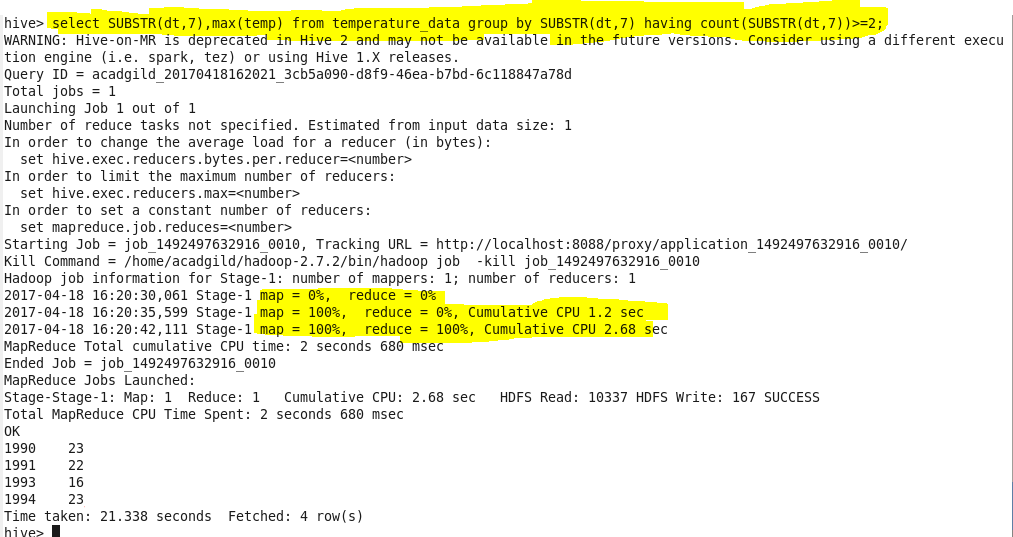 hive> select SUBSTR(dt,7),max(temp) from temperature_data group by SUBSTR(dt,7) having count(SUBSTR(dt,7))>=2;
WARNING: Hive-on-MR is deprecated in Hive 2 and may not be available in the future versions. Consider using a different execu
tion engine (i.e. spark, tez) or using Hive 1.X releases.
Query ID = acadgild_20170418162021_3cb5a090-d8f9-46ea-b7bd-6c118847a78d
Total jobs = 1
Launching Job 1 out of 1
Number of reduce tasks not specified. Estimated from input data size: 1
In order to change the average load for a reducer (in bytes):
  set hive.exec.reducers.bytes.per.reducer=<number>
In order to limit the maximum number of reducers:
  set hive.exec.reducers.max=<number>
In order to set a constant number of reducers:
  set mapreduce.job.reduces=<number>
Starting Job = job_1492497632916_0010, Tracking URL = http://localhost:8088/proxy/application_1492497632916_0010/
Kill Command = /home/acadgild/hadoop-2.7.2/bin/hadoop job  -kill job_1492497632916_0010
Hadoop job information for Stage-1: number of mappers: 1; number of reducers: 1
2017-04-18 16:20:30,061 Stage-1 map = 0%,  reduce = 0%
2017-04-18 16:20:35,599 Stage-1 map = 100%,  reduce = 0%, Cumulative CPU 1.2 sec
2017-04-18 16:20:42,111 Stage-1 map = 100%,  reduce = 100%, Cumulative CPU 2.68 sec
MapReduce Total cumulative CPU time: 2 seconds 680 msec
Ended Job = job_1492497632916_0010
MapReduce Jobs Launched:
Stage-Stage-1: Map: 1  Reduce: 1   Cumulative CPU: 2.68 sec   HDFS Read: 10337 HDFS Write: 167 SUCCESS
Total MapReduce CPU Time Spent: 2 seconds 680 msec
OK
1990    23
1991    22
1993    16
1994    23
Time taken: 21.338 seconds  Fetched: 4 row(s)
hive>